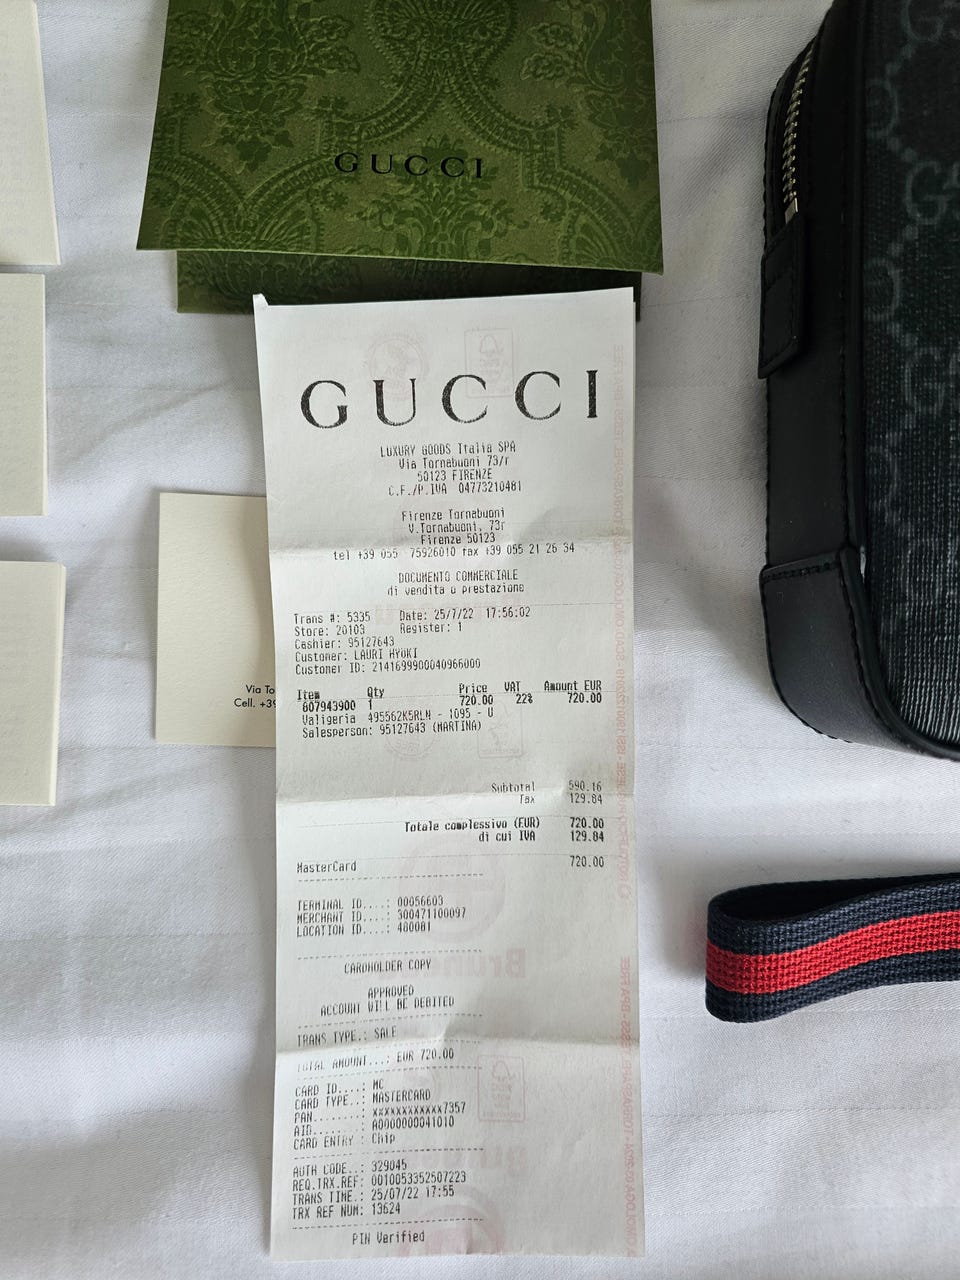 GUCCI
GUCCI
LUXURY GOODS Italia SPA
Via Tornabuoni 73/r
50123 FIRENZE
C.F./P.IVA 04773210481
Firenze Tornabuoni
V.Tornabuoni, 73r
Firenze 50123
tel +39 055 75926010 fax +39 055 21 26 34
DOCUMENTO COMMERCIALE
di vendita o prestazione
Trans #: 5335 Date: 25/7/22 17:56:02
Store: 20103 Register: 1
Cashier: 95127643
Customer: LAURI HYOKI
Customer ID: 2141699900040966000
Item Qty Price VAT Amount EUR
607943900 1 720.00 22% 720.00
Valigeria 495562K5RLN - 1095 - U
Salesperson: 95127643 (MARTINA)
Via To
Cell. +39
Subtotal 590.16
Tax 129.84
Totale complessivo (EUR) 720.00
di cui IVA 129.84
MasterCard 720.00
TERMINAL ID....: 00056603
MERCHANT ID....: 300471100097
LOCATION ID....: 480081
CARDHOLDER COPY
APPROVED
ACCOUNT WILL BE DEBITED
TRANS TYPE.: SALE
TOTAL AMOUNT...: EUR 720.00
CARD ID....: MC
CARD TYPE..: MASTERCARD
PAN........: xxxxxxxxxxxx7357
AID........: A0000000041010
CARD ENTRY : Chip
AUTH CODE..: 329045
REQ.TRX.REF: 0010053352507223
TRANS TIME.: 25/07/22 17:55
TRX REF NUM: 13624
PIN Verified